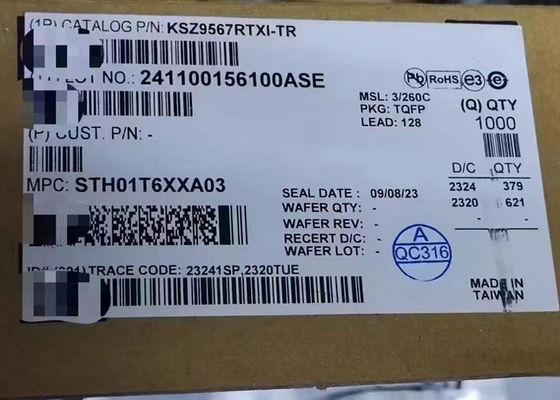 (1P) CATALOG P/N: KSZ9567RTXI-TR
LOT NO.: 241100156100ASE
Pb RoHS e3 e
MSL: 3/260C
PKG: TQFP
LEAD: 128
(Q) QTY
1000
(P) CUST. P/N: -
D/C QTY
2324 379
2320 621
- -
MPC: STH01T6XXA03
SEAL DATE : 09/08/23
WAFER QTY: -
WAFER REV: -
RECERT D/C: -
WAFER LOT: -
A
QC316
TRACE CODE: 23241SP,2320TUE
MADE IN
TAIWAN